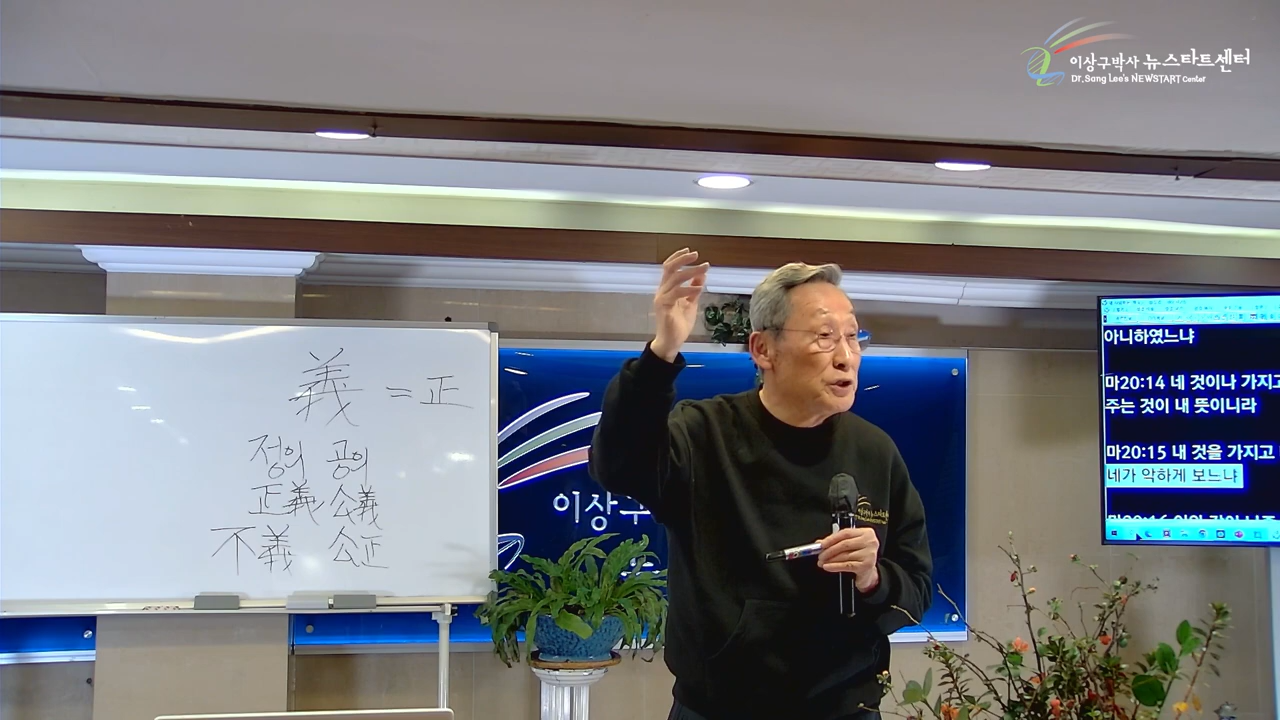 이상구박사 뉴스타트센터
Dr. Sang Lee's NEWSTART Center
義 = 正
정의 공의
正義 公義
不義 公正
이상구
아니하였느냐
마20:14 네 것이나 가지고
주는 것이 내 뜻이니라
마20:15 내 것을 가지고
네가 악하게 보느냐